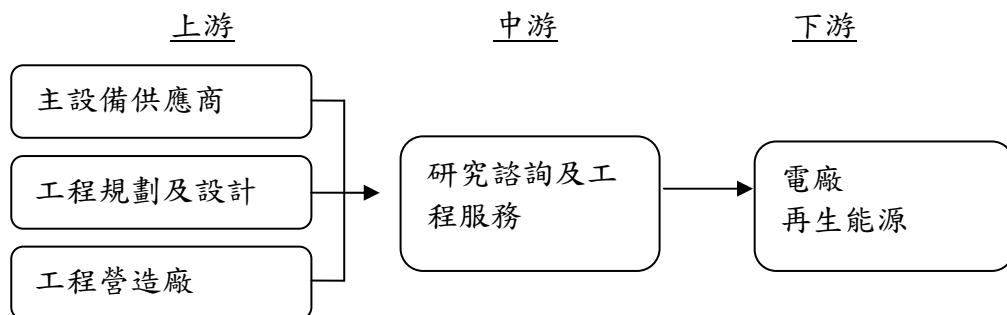 上游
中游
下游
主設備供應商
工程規劃及設計
工程營造廠
研究諮詢及工
程服務
電廠
再生能源